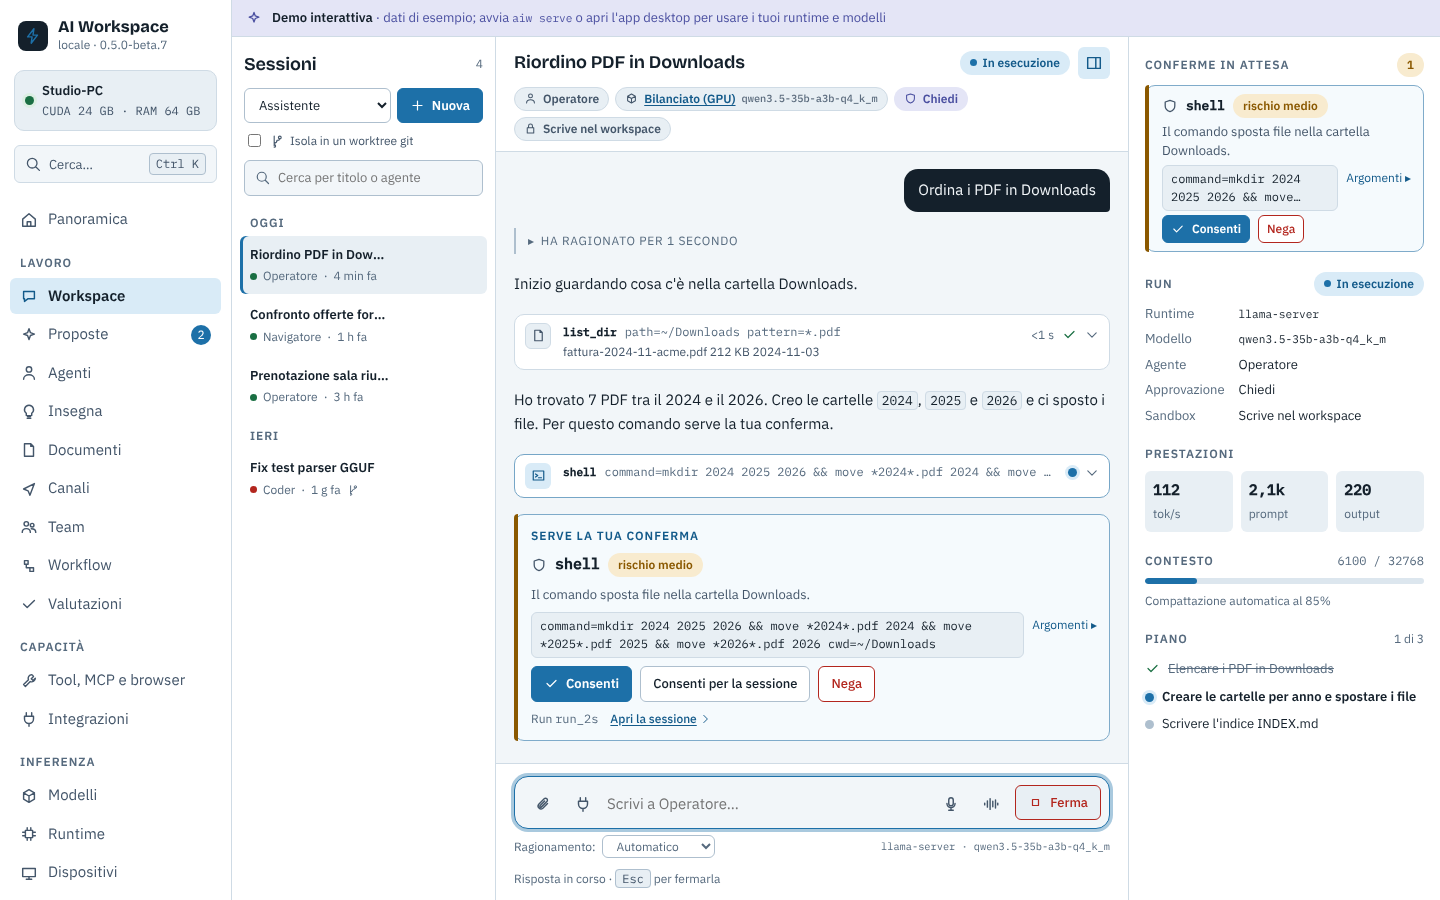 AI Workspace
locale · 0.5.0-beta.7
Studio-PC
CUDA 24 GB · RAM 64 GB
Cerca...
Ctrl K
Panoramica
LAVORO
Workspace
Proposte 2
Agenti
Insegna
Documenti
Canali
Team
Workflow
Valutazioni
CAPACITÀ
Tool, MCP e browser
Integrazioni
INFERENZA
Modelli
Runtime
Dispositivi
Demo interattiva · dati di esempio; avvia aiw serve o apri l'app desktop per usare i tuoi runtime e modelli
Sessioni 4
Assistente
Nuova
Isola in un worktree git
Cerca per titolo o agente
OGGI
Riordino PDF in Dow...
Operatore · 4 min fa
Confronto offerte for...
Navigatore · 1 h fa
Prenotazione sala riu...
Operatore · 3 h fa
IERI
Fix test parser GGUF
Coder · 1 g fa
Riordino PDF in Downloads
In esecuzione
Operatore
Bilanciato (GPU) qwen3.5-35b-a3b-q4_k_m
Chiedi
Scrive nel workspace
Ordina i PDF in Downloads
▸ HA RAGIONATO PER 1 SECONDO
Inizio guardando cosa c'è nella cartella Downloads.
list_dir path=~/Downloads pattern=*.pdf <1 s
fattura-2024-11-acme.pdf 212 KB 2024-11-03
Ho trovato 7 PDF tra il 2024 e il 2026. Creo le cartelle 2024, 2025 e 2026 e ci sposto i
file. Per questo comando serve la tua conferma.
shell command=mkdir 2024 2025 2026 && move *2024*.pdf 2024 && move …
SERVE LA TUA CONFERMA
shell rischio medio
Il comando sposta file nella cartella Downloads.
command=mkdir 2024 2025 2026 && move *2024*.pdf 2024 && move
*2025*.pdf 2025 && move *2026*.pdf 2026 cwd=~/Downloads
Argomenti ▸
Consenti
Consenti per la sessione
Nega
Run run_2s Apri la sessione
Scrivi a Operatore...
Ferma
Ragionamento: Automatico
llama-server · qwen3.5-35b-a3b-q4_k_m
Risposta in corso · Esc per fermarla
CONFERME IN ATTESA 1
shell rischio medio
Il comando sposta file nella cartella
Downloads.
command=mkdir 2024
2025 2026 && move…
Argomenti ▸
Consenti
Nega
RUN
In esecuzione
Runtime llama-server
Modello qwen3.5-35b-a3b-q4_k_m
Agente Operatore
Approvazione Chiedi
Sandbox Scrive nel workspace
PRESTAZIONI
112
tok/s
2,1k
prompt
220
output
CONTESTO 6100 / 32768
Compattazione automatica al 85%
PIANO 1 di 3
Elencare i PDF in Downloads
Creare le cartelle per anno e spostare i file
Scrivere l'indice INDEX.md